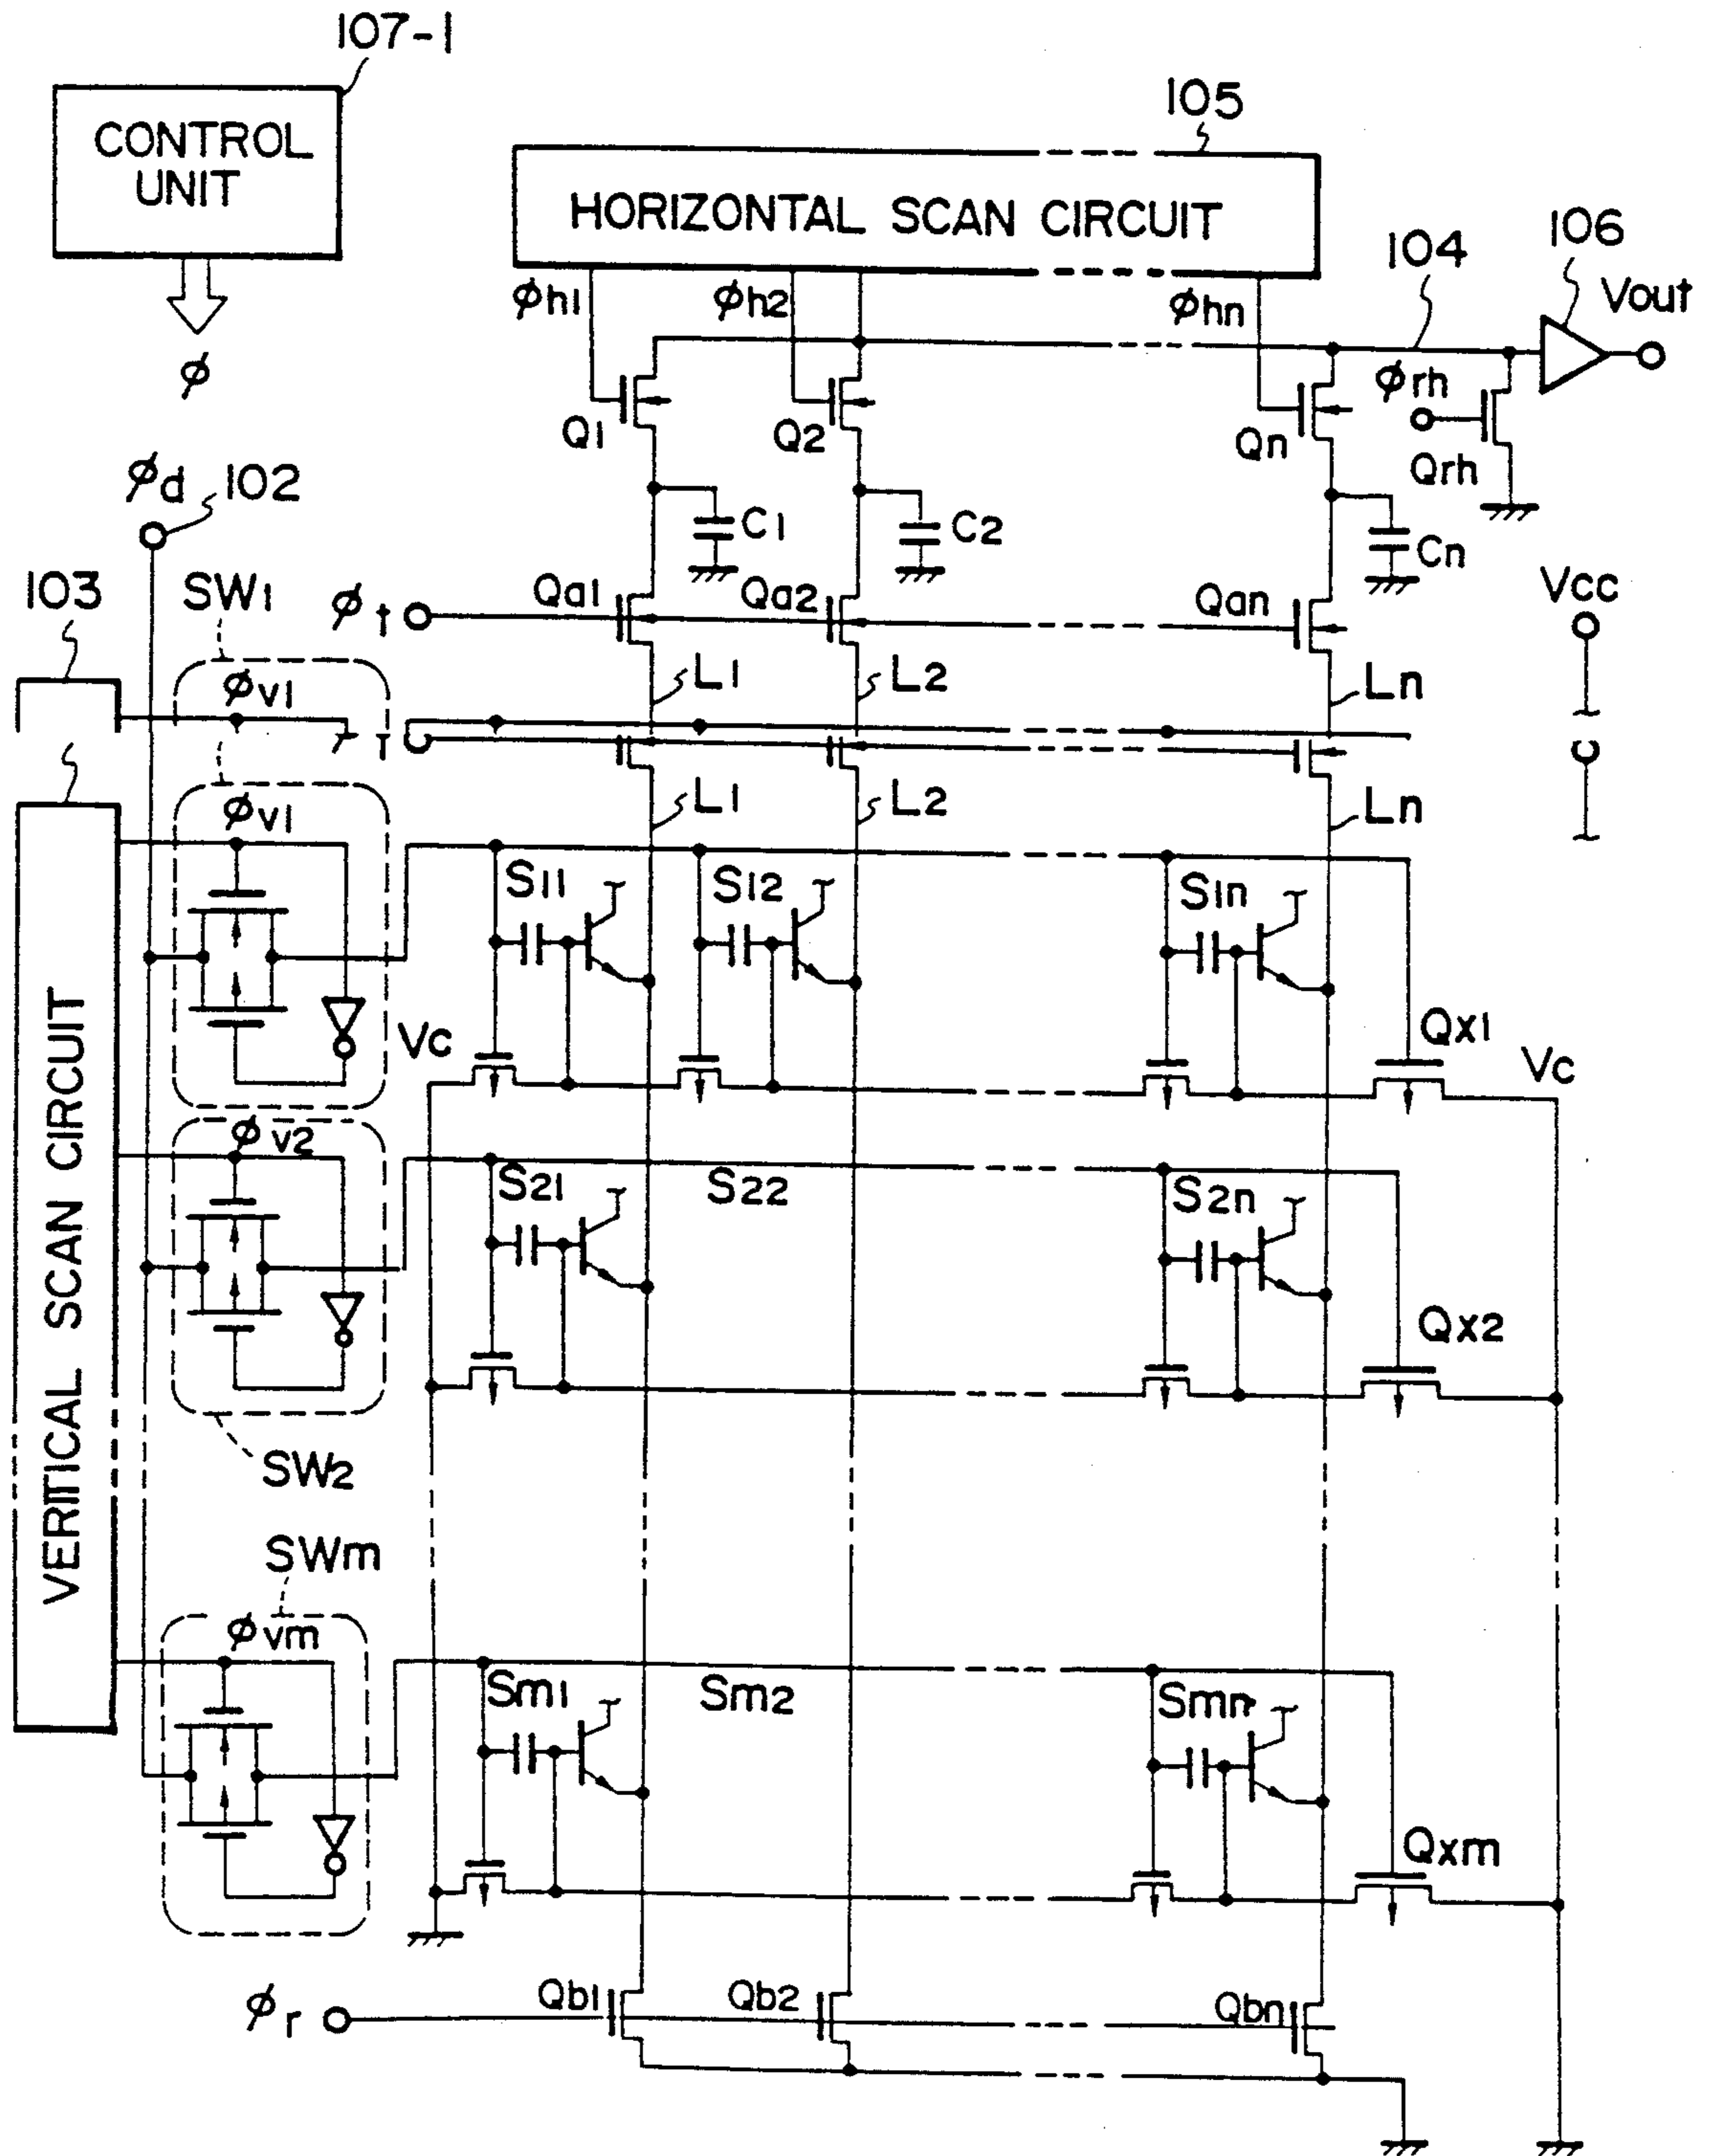 107-1
CONTROL UNIT
φ
105
HORIZONTAL SCAN CIRCUIT
φh1
φh2
φhn
104
106
Vout
φrh
Q1
Q2
Qn
Qrh
φd
102
C1
C2
Cn
103
SW1
φt
Qa1
Qa2
Qan
Vcc
φv1
L1
L2
Ln
φv1
L1
L2
Ln
S11
S12
S1n
Vc
Qx1
Vc
VERTICAL SCAN CIRCUIT
φv2
S21
S22
S2n
Qx2
SW2
SWm
φvm
Sm1
Sm2
Smn
Qxm
φr
Qb1
Qb2
Qbn